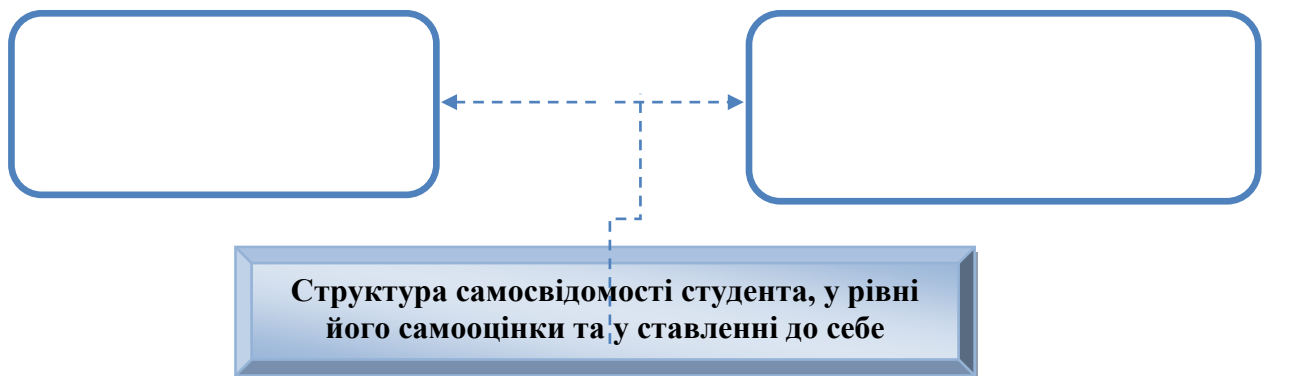 Структура самосвідомості студента, у рівні
його самооцінки та у ставленні до себе